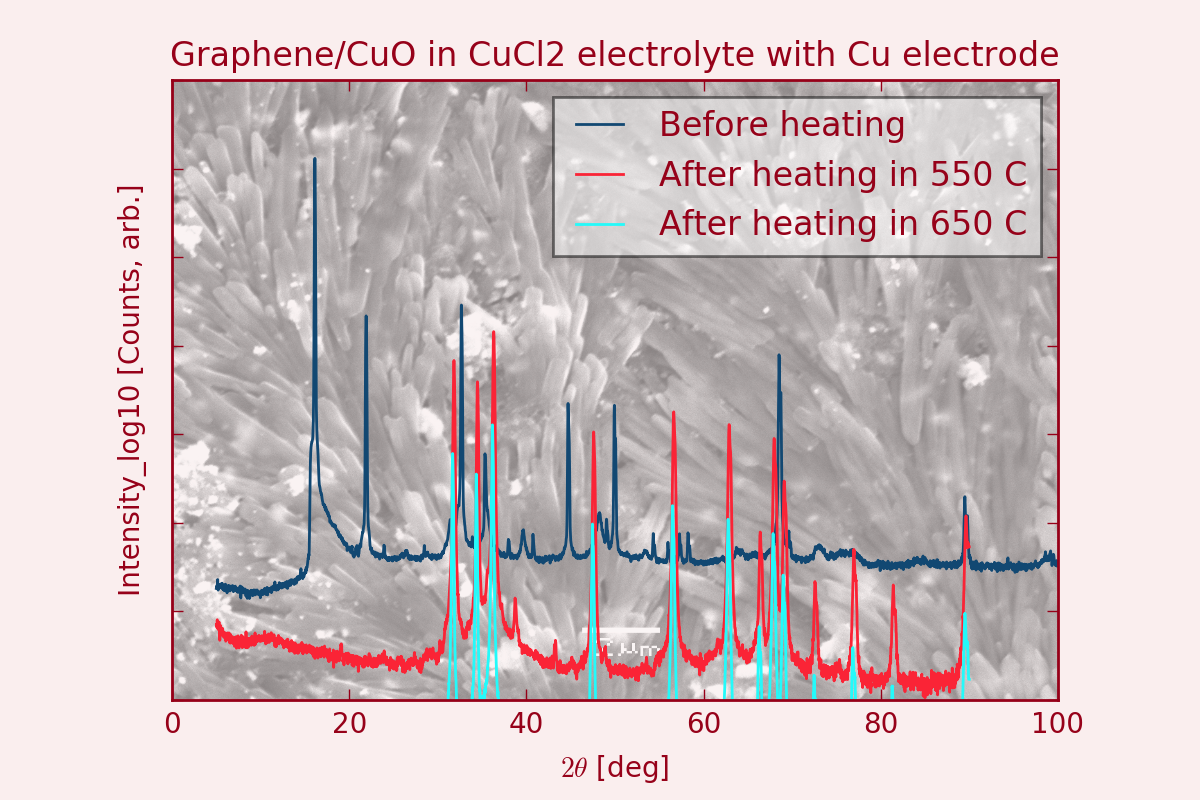 Graphene/CuO in CuCl2 electrolyte with Cu electrode
Before heating
After heating in 550 C
After heating in 650 C
Intensity_log10 [Counts, arb.]
0 20 40 60 80 100
2θ [deg]